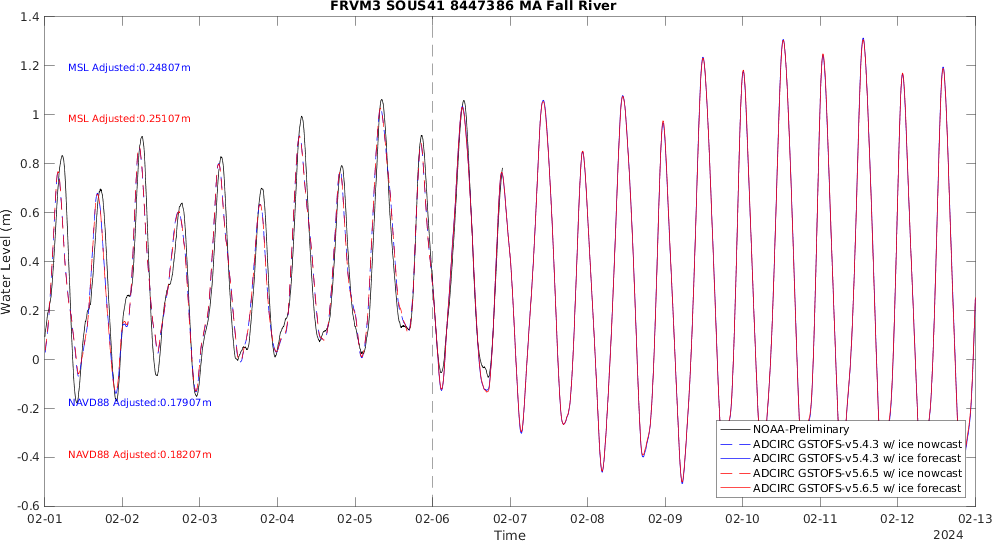 FRVM3 SOUS41 8447386 MA Fall River
1.4
1.2
1
0.8
0.6
0.4
0.2
0
-0.2
-0.4
-0.6
Water Level (m)
MSL Adjusted:0.24807m
MSL Adjusted:0.25107m
NAVD88 Adjusted:0.17907m
NAVD88 Adjusted:0.18207m
NOAA-Preliminary
ADCIRC GSTOFS-v5.4.3 w/ ice nowcast
ADCIRC GSTOFS-v5.4.3 w/ ice forecast
ADCIRC GSTOFS-v5.6.5 w/ ice nowcast
ADCIRC GSTOFS-v5.6.5 w/ ice forecast
02-01 02-02 02-03 02-04 02-05 02-06 02-07 02-08 02-09 02-10 02-11 02-12 02-13
Time
2024